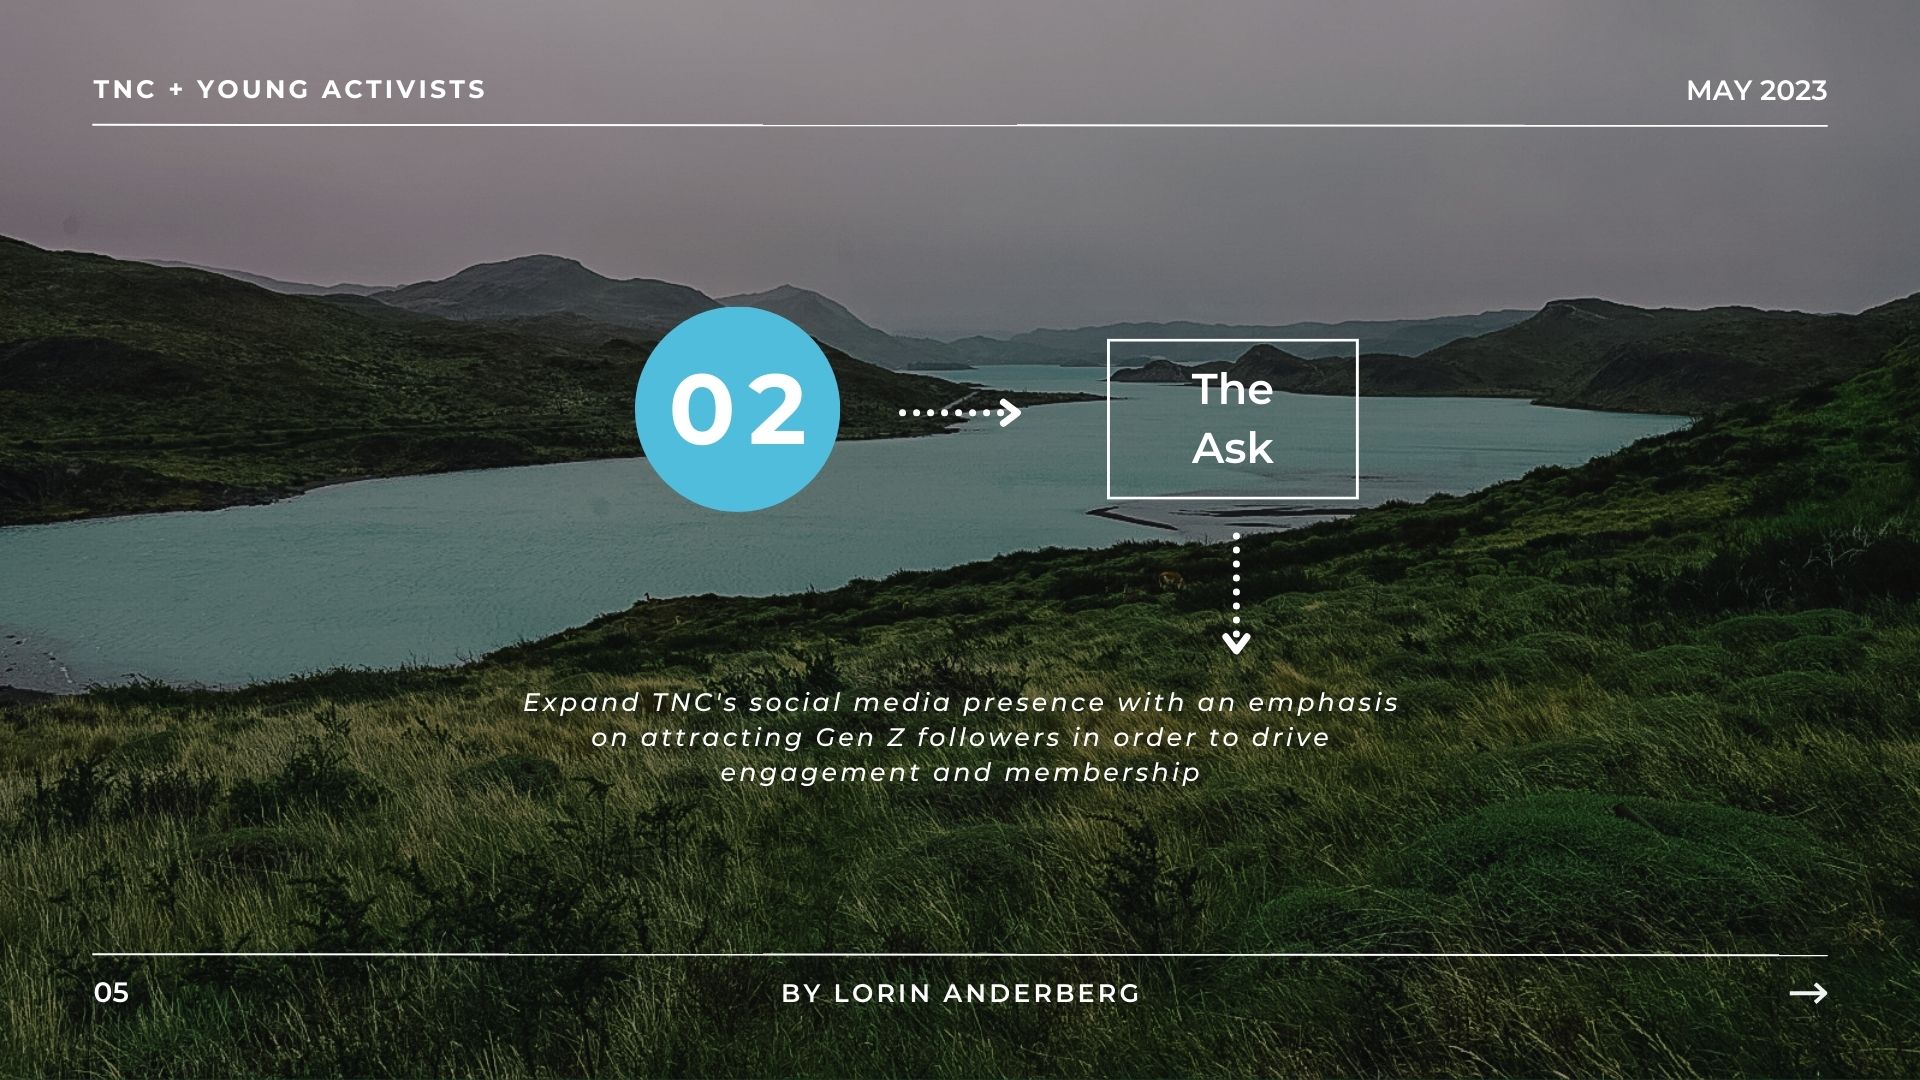 TNC + YOUNG ACTIVISTS
MAY 2023
02
The
Ask
Expand TNC's social media presence with an emphasis
on attracting Gen Z followers in order to drive
engagement and membership
05
BY LORIN ANDERBERG